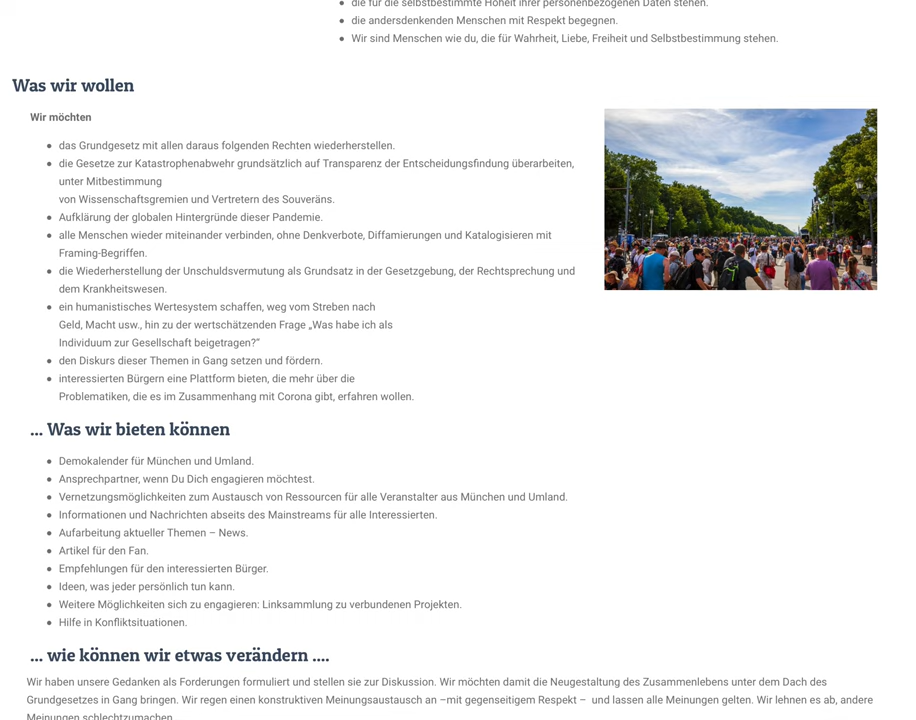 die für die selbstbestimmte Hoheit ihrer personenbezogenen Daten stehen.
die andersdenkenden Menschen mit Respekt begegnen.
Wir sind Menschen wie du, die für Wahrheit, Liebe, Freiheit und Selbstbestimmung stehen.
Was wir wollen
Wir möchten
das Grundgesetz mit allen daraus folgenden Rechten wiederherstellen.
die Gesetze zur Katastrophenabwehr grundsätzlich auf Transparenz der Entscheidungsfindung überarbeiten,
unter Mitbestimmung
von Wissenschaftsgremien und Vertretern des Souveräns.
Aufklärung der globalen Hintergründe dieser Pandemie.
alle Menschen wieder miteinander verbinden, ohne Denkverbote, Diffamierungen und Katalogisieren mit
Framing-Begriffen.
die Wiederherstellung der Unschuldsvermutung als Grundsatz in der Gesetzgebung, der Rechtsprechung und
dem Krankheitswesen.
ein humanistisches Wertesystem schaffen, weg vom Streben nach
Geld, Macht usw., hin zu der wertschätzenden Frage „Was habe ich als
Individuum zur Gesellschaft beigetragen?"
den Diskurs dieser Themen in Gang setzen und fördern.
interessierten Bürgern eine Plattform bieten, die mehr über die
Problematiken, die es im Zusammenhang mit Corona gibt, erfahren wollen.
... Was wir bieten können
Demokalender für München und Umland.
Ansprechpartner, wenn Du Dich engagieren möchtest.
Vernetzungsmöglichkeiten zum Austausch von Ressourcen für alle Veranstalter aus München und Umland.
Informationen und Nachrichten abseits des Mainstreams für alle Interessierten.
Aufarbeitung aktueller Themen – News.
Artikel für den Fan.
Empfehlungen für den interessierten Bürger.
Ideen, was jeder persönlich tun kann.
Weitere Möglichkeiten sich zu engagieren: Linksammlung zu verbundenen Projekten.
Hilfe in Konfliktsituationen.
... wie können wir etwas verändern ....
Wir haben unsere Gedanken als Forderungen formuliert und stellen sie zur Diskussion. Wir möchten damit die Neugestaltung des Zusammenlebens unter dem Dach des
Grundgesetzes in Gang bringen. Wir regen einen konstruktiven Meinungsaustausch an –mit gegenseitigem Respekt – und lassen alle Meinungen gelten. Wir lehnen es ab, andere
Meinungen schlechtzumachen.